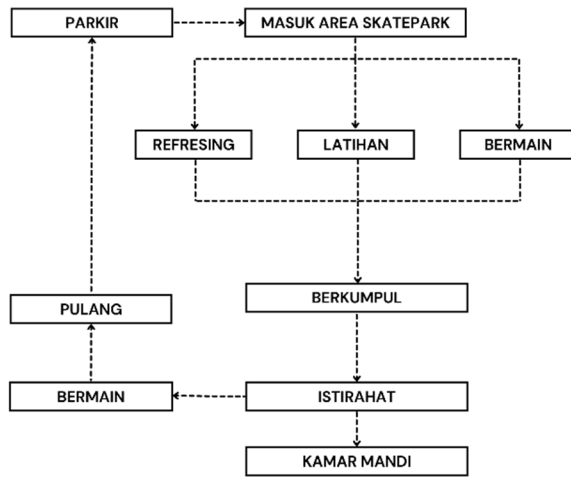 PARKIR
MASUK AREA SKATEPARK
REFRESING
LATIHAN
BERMAIN
BERKUMPUL
PULANG
BERMAIN
ISTIRAHAT
KAMAR MANDI